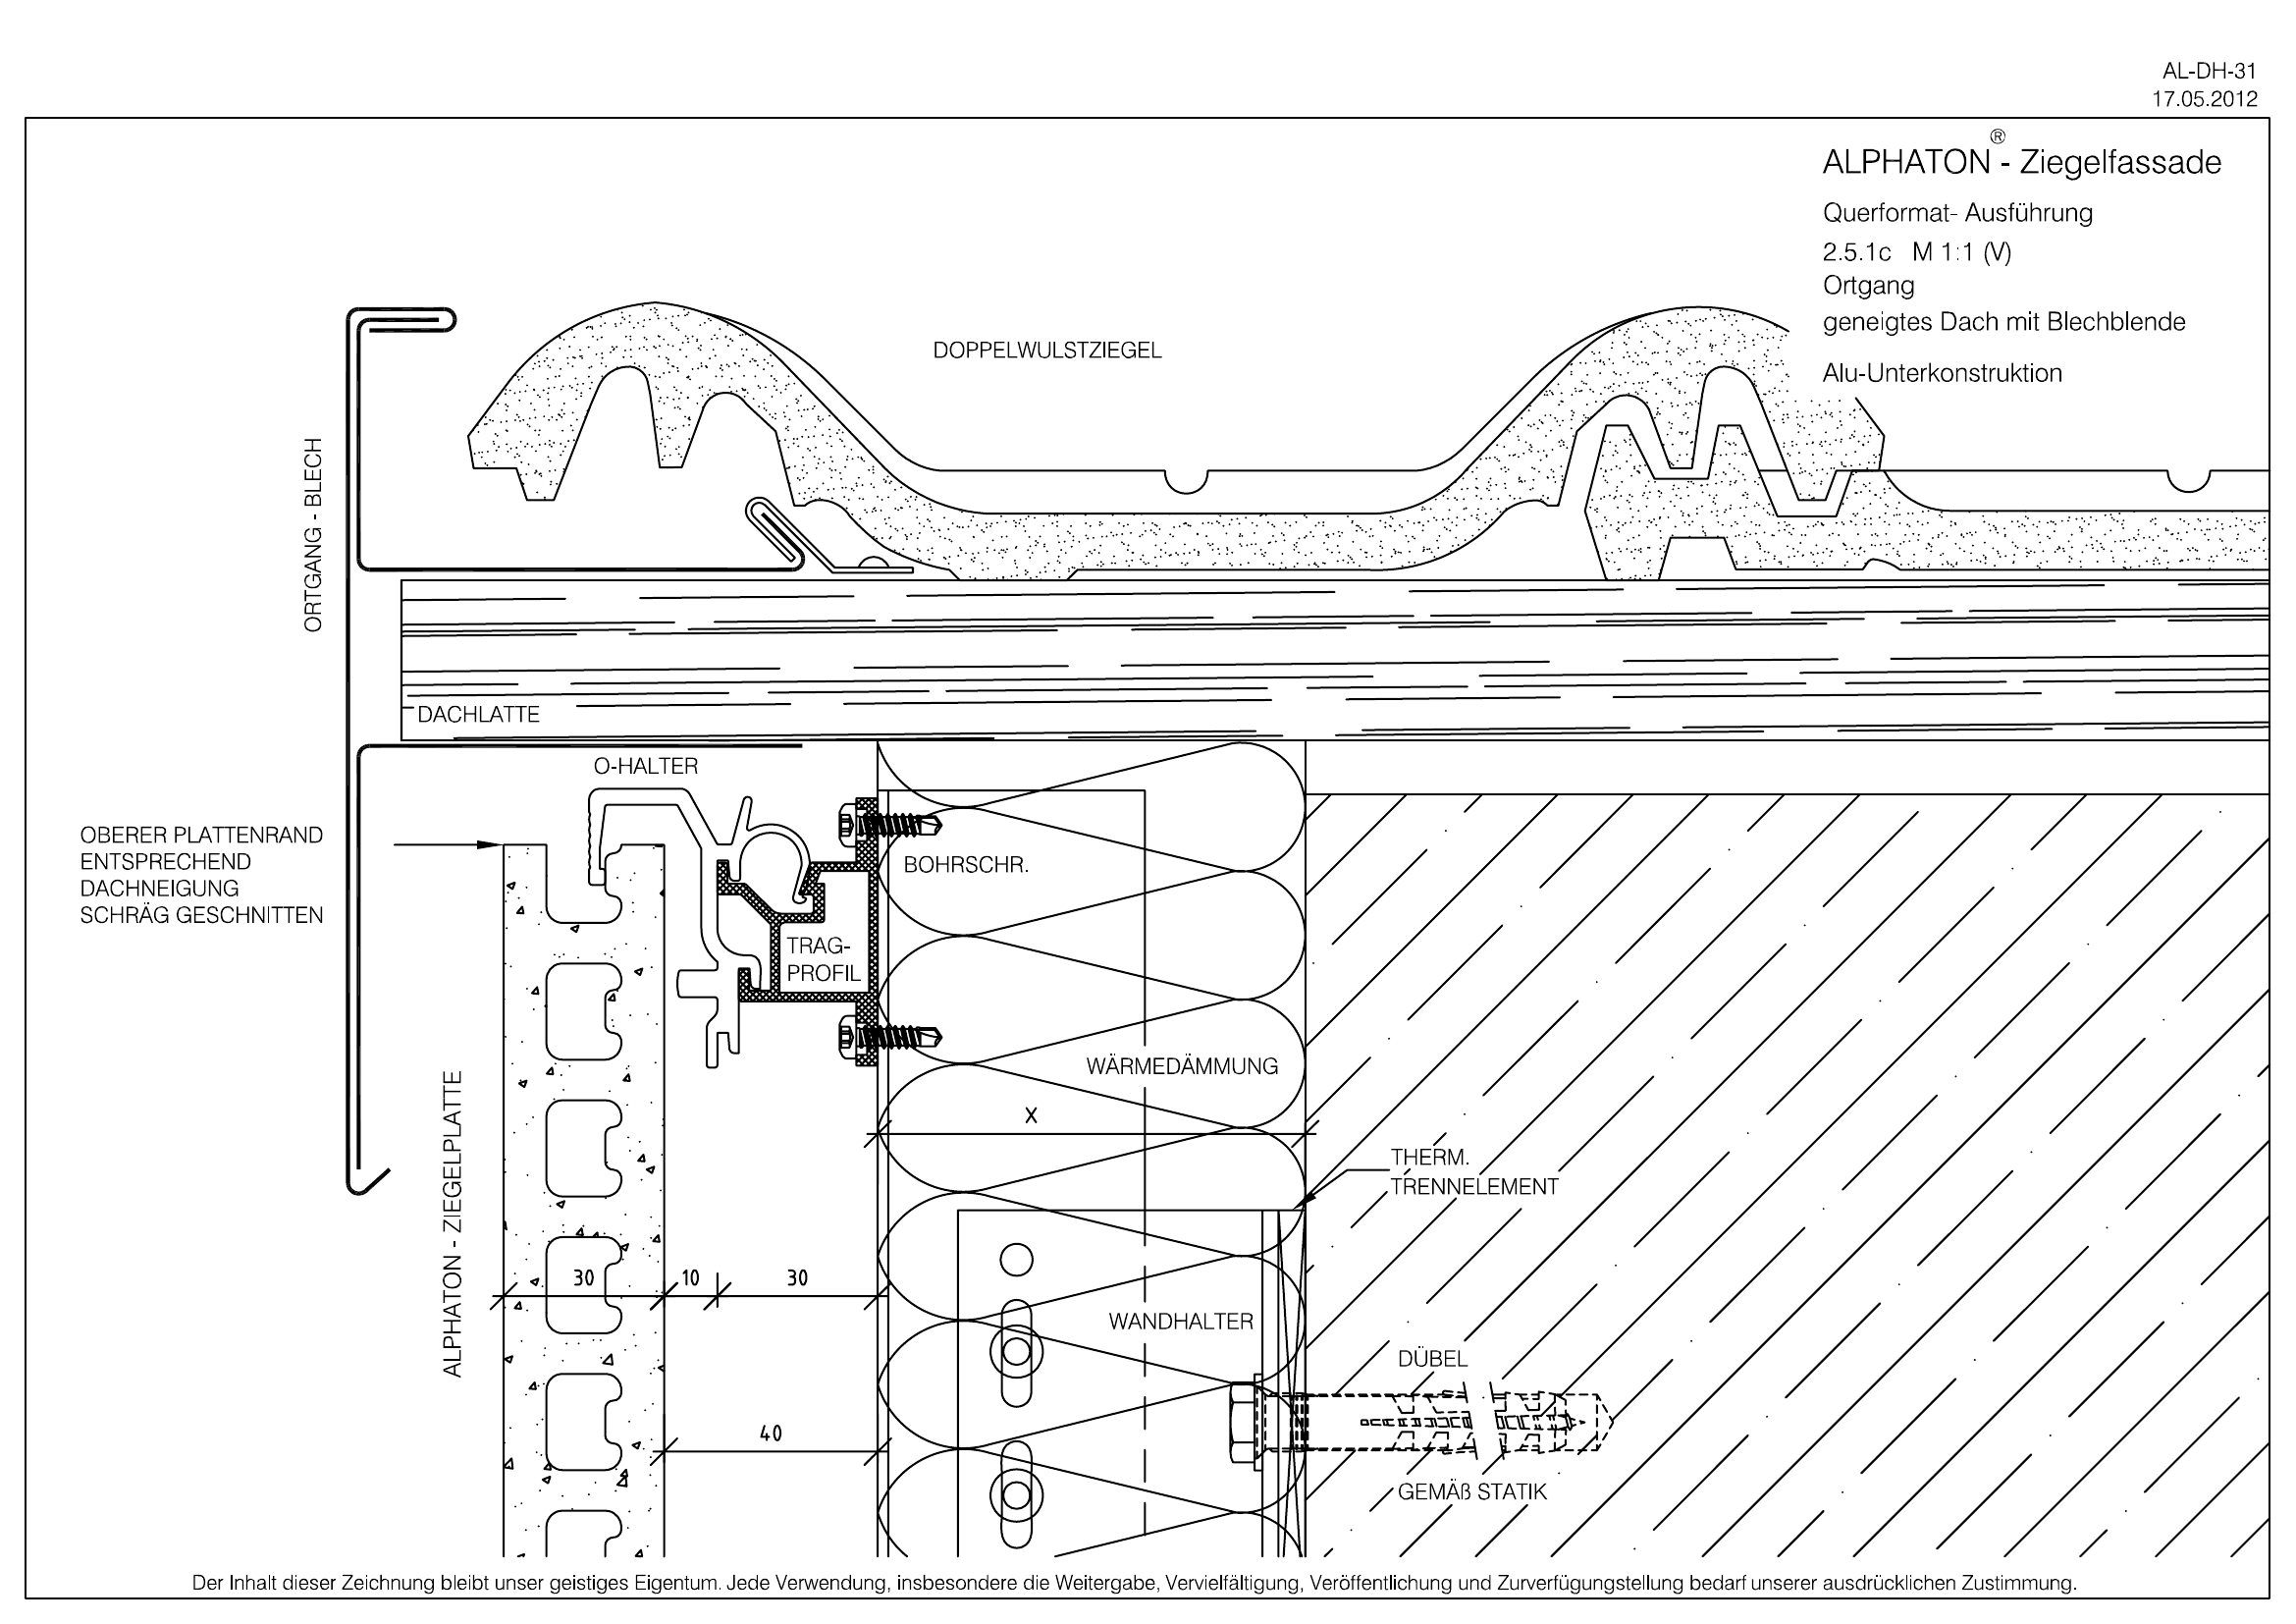 AL-DH-31
17.05.2012
ALPHATON® - Ziegelfassade
Querformat- Ausführung
2.5.1c M 1:1 (V)
Ortgang
geneigtes Dach mit Blechblende
Alu-Unterkonstruktion
DOPPELWULSTZIEGEL
ORTGANG - BLECH
DACHLATTE
O-HALTER
OBERER PLATTENRAND
ENTSPRECHEND
DACHNEIGUNG
SCHRÄG GESCHNITTEN
BOHRSCHR.
TRAG-
PROFIL
WÄRMEDÄMMUNG
X
ALPHATON - ZIEGELPLATTE
THERM.
TRENNELEMENT
30
10
30
WANDHALTER
DÜBEL
40
GEMÄß STATIK
Der Inhalt dieser Zeichnung bleibt unser geistiges Eigentum. Jede Verwendung, insbesondere die Weitergabe, Vervielfältigung, Veröffentlichung und Zurverfügungstellung bedarf unserer ausdrücklichen Zustimmung.